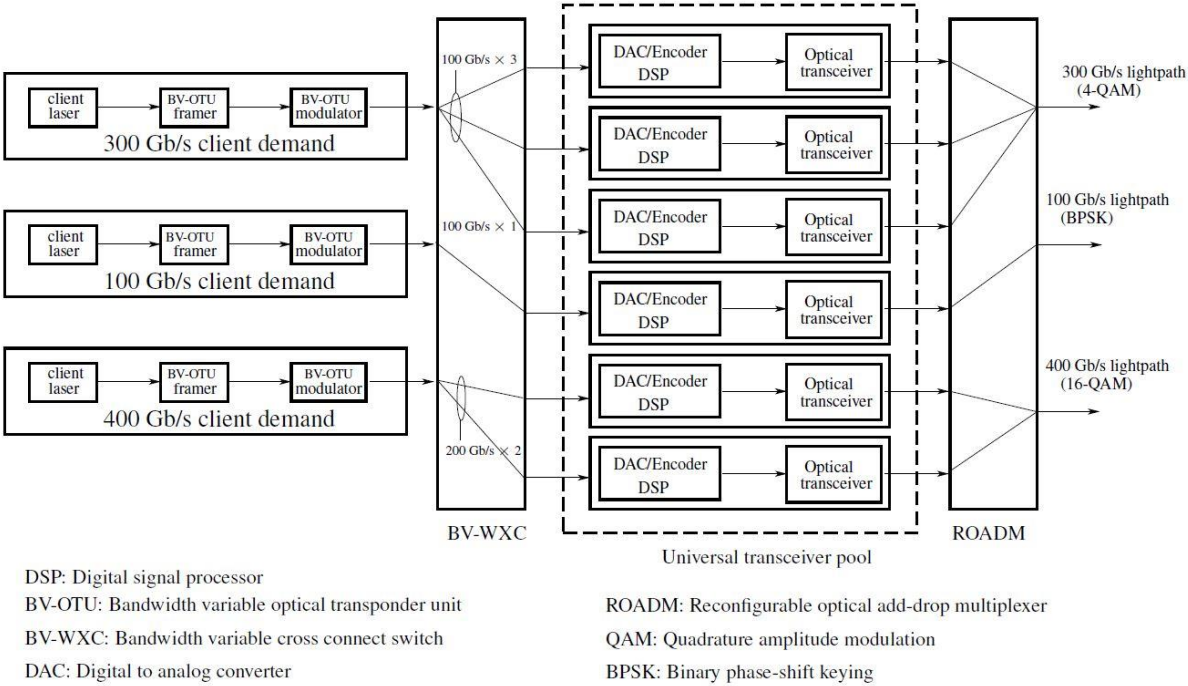 client
laser
BV-OTU
framer
BV-OTU
modulator
300 Gb/s client demand
client
laser
BV-OTU
framer
BV-OTU
modulator
100 Gb/s client demand
client
laser
BV-OTU
framer
BV-OTU
modulator
400 Gb/s client demand
100 Gb/s × 3
100 Gb/s × 1
200 Gb/s × 2
BV-WXC
DAC/Encoder
DSP
Optical
transceiver
DAC/Encoder
DSP
Optical
transceiver
DAC/Encoder
DSP
Optical
transceiver
DAC/Encoder
DSP
Optical
transceiver
DAC/Encoder
DSP
Optical
transceiver
DAC/Encoder
DSP
Optical
transceiver
Universal transceiver pool
ROADM
300 Gb/s lightpath
(4-QAM)
100 Gb/s lightpath
(BPSK)
400 Gb/s lightpath
(16-QAM)
DSP: Digital signal processor
BV-OTU: Bandwidth variable optical transponder unit
BV-WXC: Bandwidth variable cross connect switch
DAC: Digital to analog converter
ROADM: Reconfigurable optical add-drop multiplexer
QAM: Quadrature amplitude modulation
BPSK: Binary phase-shift keying